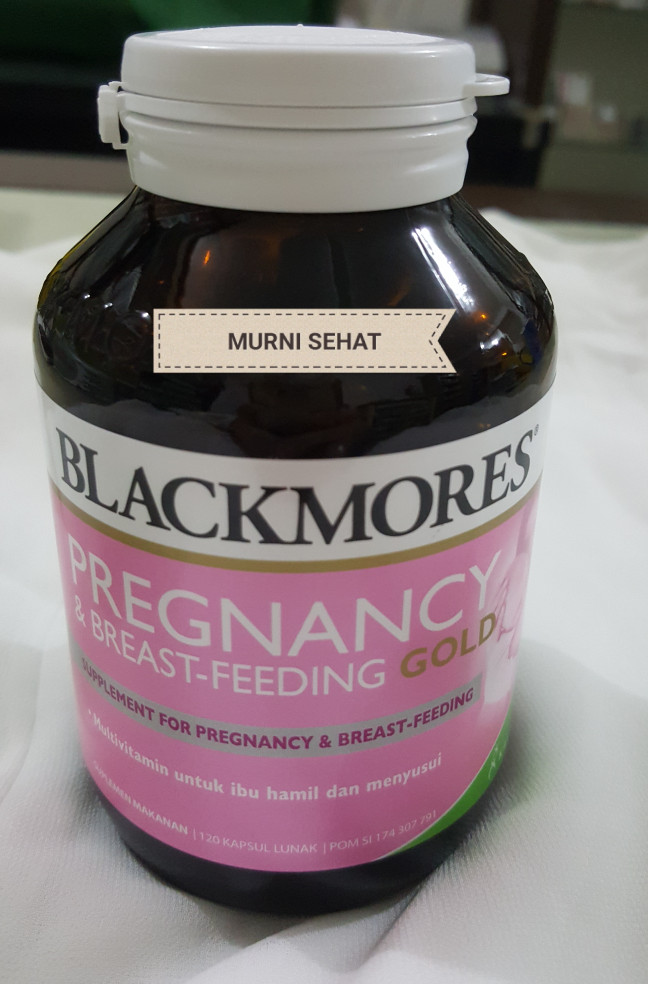 MURNI SEHAT
BLACKMORES®
PREGNANCY
& BREAST-FEEDING GOLD
SUPPLEMENT FOR PREGNANCY & BREAST-FEEDING
* Multivitamin untuk ibu hamil dan menyusui
SUPLEMEN MAKANAN | 120 KAPSUL LUNAK | POM SI 174 307 791